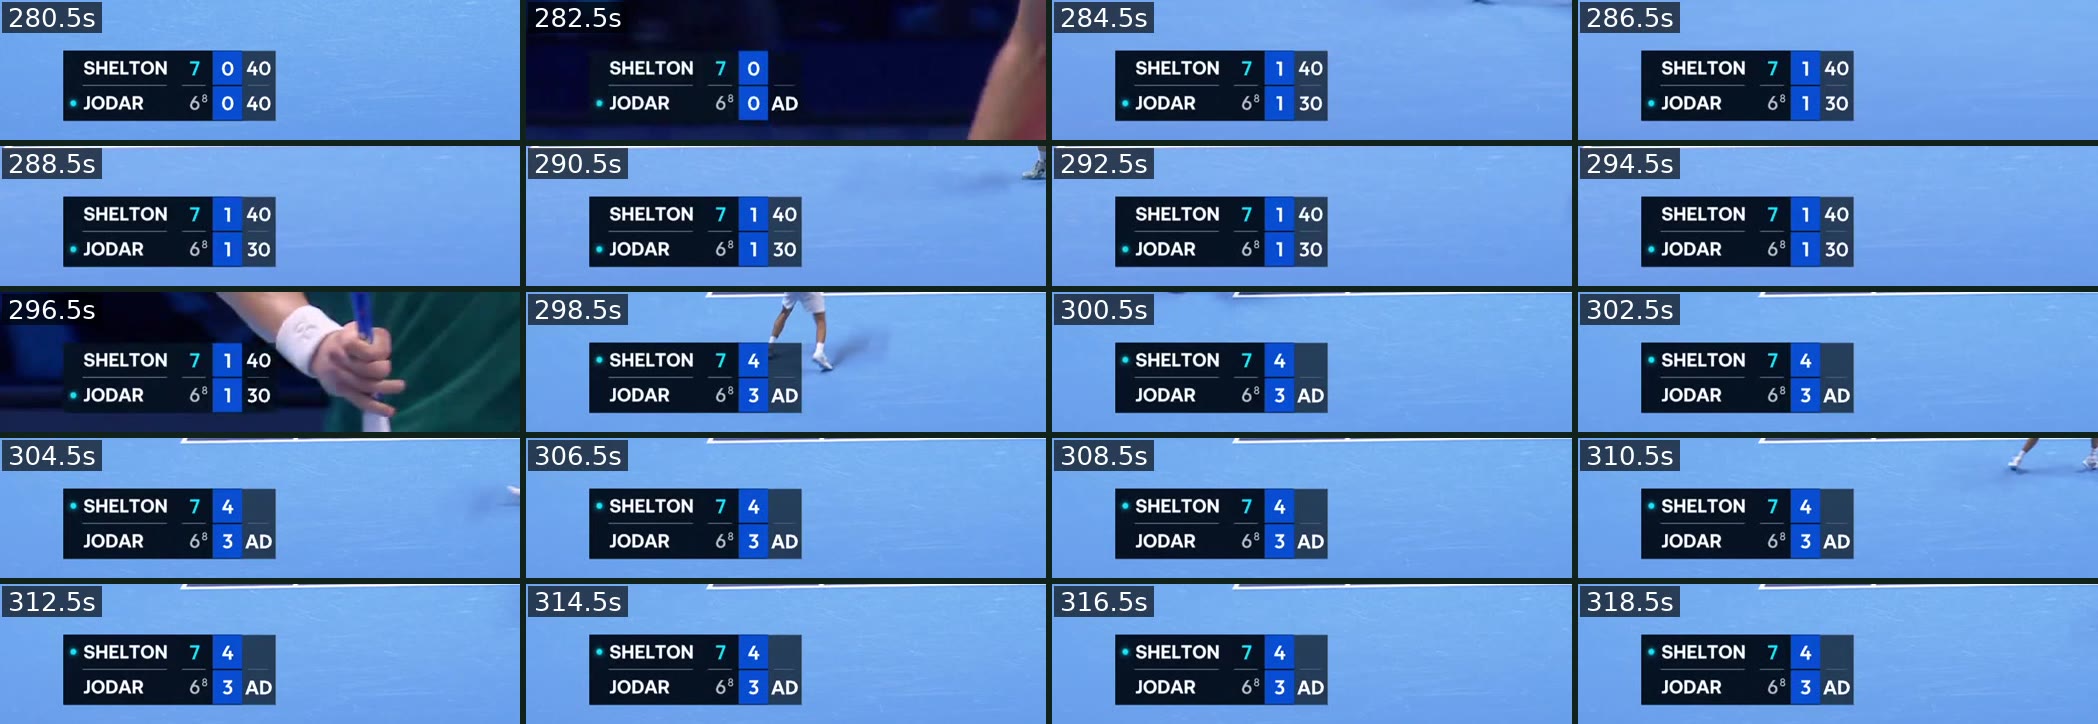 280.5s
SHELTON 7 0 40
JODAR 6⁸ 0 40
282.5s
SHELTON 7 0
JODAR 6⁸ 0 AD
284.5s
SHELTON 7 1 40
JODAR 6⁸ 1 30
286.5s
SHELTON 7 1 40
JODAR 6⁸ 1 30
288.5s
SHELTON 7 1 40
JODAR 6⁸ 1 30
290.5s
SHELTON 7 1 40
JODAR 6⁸ 1 30
292.5s
SHELTON 7 1 40
JODAR 6⁸ 1 30
294.5s
SHELTON 7 1 40
JODAR 6⁸ 1 30
296.5s
SHELTON 7 1 40
JODAR 6⁸ 1 30
298.5s
SHELTON 7 4
JODAR 6⁸ 3 AD
300.5s
SHELTON 7 4
JODAR 6⁸ 3 AD
302.5s
SHELTON 7 4
JODAR 6⁸ 3 AD
304.5s
SHELTON 7 4
JODAR 6⁸ 3 AD
306.5s
SHELTON 7 4
JODAR 6⁸ 3 AD
308.5s
SHELTON 7 4
JODAR 6⁸ 3 AD
310.5s
SHELTON 7 4
JODAR 6⁸ 3 AD
312.5s
SHELTON 7 4
JODAR 6⁸ 3 AD
314.5s
SHELTON 7 4
JODAR 6⁸ 3 AD
316.5s
SHELTON 7 4
JODAR 6⁸ 3 AD
318.5s
SHELTON 7 4
JODAR 6⁸ 3 AD